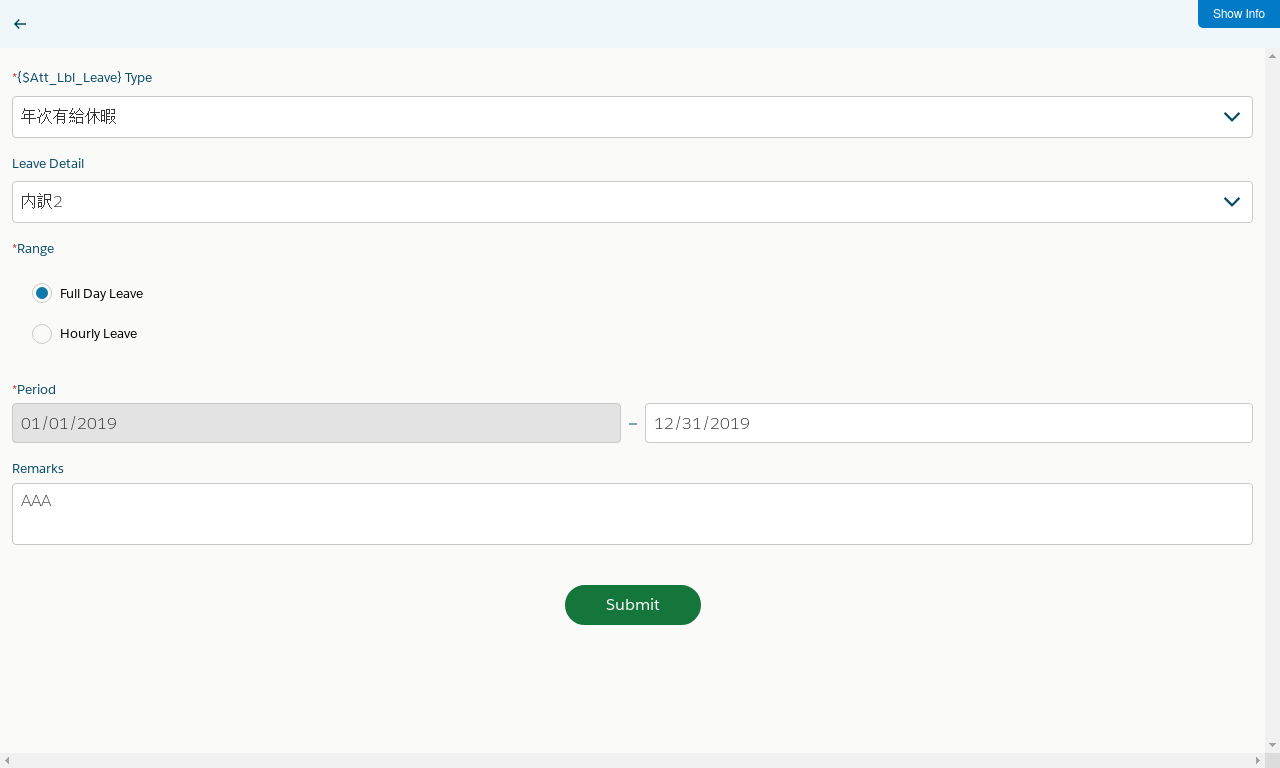 Show Info
*{$Att_Lbl_Leave} Type
年次有給休暇
Leave Detail
内訳2
*Range
Full Day Leave
Hourly Leave
*Period
01/01/2019 – 12/31/2019
Remarks
AAA
Submit